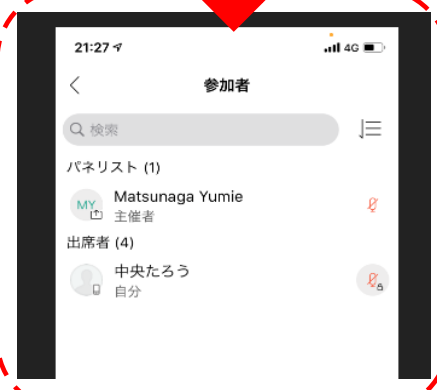 21:27
4G
参加者
検索
パネリスト (1)
MY
Matsunaga Yumie
主催者
出席者 (4)
中央たろう
自分